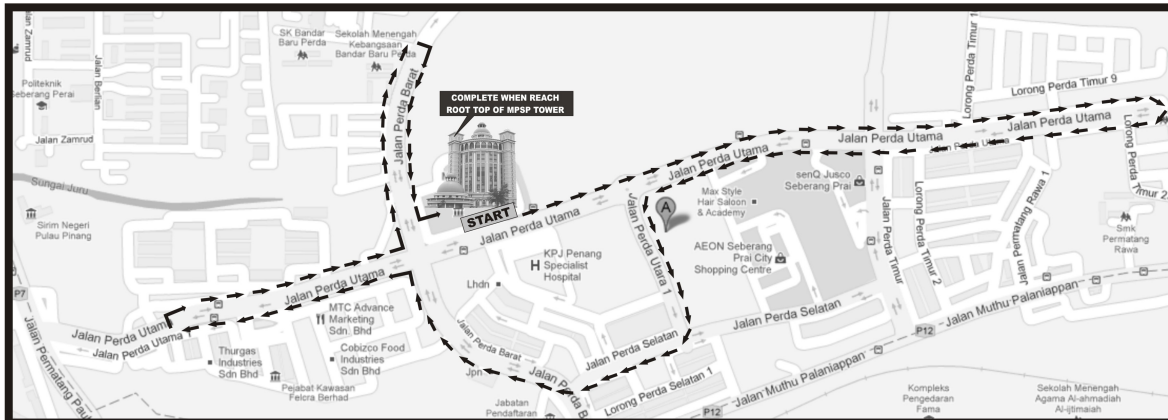 SK Bandar
Baru Perda
Sekolah Menengah
Kebangsaan
Bandar Baru Perda
Jalan Berlian
Politeknik
Seberang Perai
Jalan Zamrud
Sungai Juru
Sirim Negeri
Pulau Pinang
P7
Jalan Perda Barat
COMPLETE WHEN REACH
ROOT TOP OF MPSP TOWER
START
Jalan Perda Utama
Jalan Perda Utama
Jalan Perda Utama
Jalan Perda Utama
Jalan Perda Utama
Jalan Perda Utama
Jalan Perda Utama
Jalan Perda Utama
Jalan Perda Utama
Lorong Perda Timur 1
Lorong Perda Timur 9
Lorong Perda Timur 2
senQ Jusco
Seberang Prai
Max Style
Hair Saloon
& Academy
A
AEON Seberang
Prai City
Shopping Centre
Jalan Perda Utara 1
Jalan Perda Timur
Lorong Perda Timur 2
Jalan Permatang Rawa 1
Smk
Permatang
Rawa
H
KPJ Penang
Specialist
Hospital
Lhdn
MTC Advance
Marketing
Sdn Bhd
Cobizco Food
Industries
Sdn Bhd
Thurgas
Industries
Sdn Bhd
Pejabat Kawasan
Felcra Berhad
Jalan Perda Barat
Jpn
Jabatan
Pendaftaran
Jalan Perda Selatan
Jalan Perda Selatan
Lorong Perda Selatan 1
P12
P12
Jalan Muthu Palaniappan
Jalan Muthu Palaniappan
Kompleks
Pengedaran
Fama
Sekolah Menengah
Agama Al-ahmadiah
Al-ijtimaiah